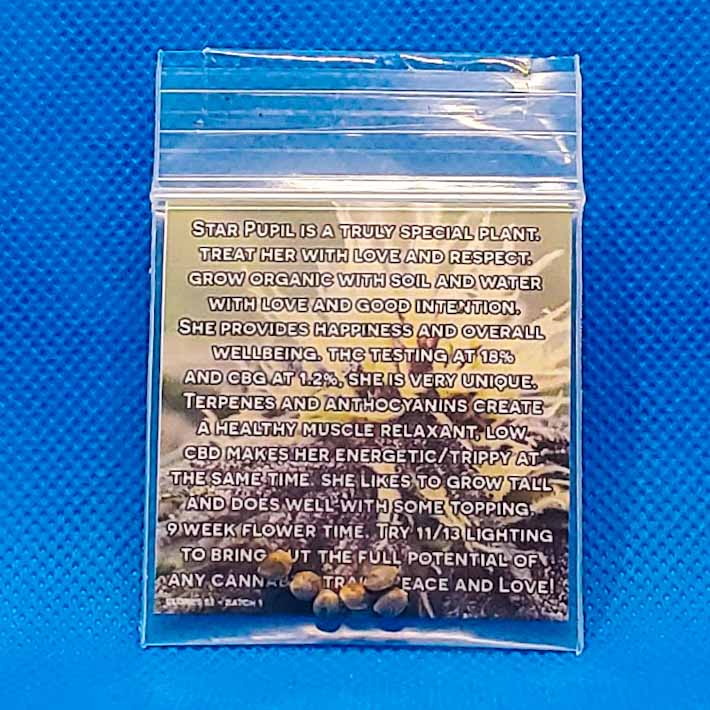 Star Pupil is a truly special plant.
Treat her with love and respect.
Grow organic with soil and water
with love and good intention.
She provides happiness and overall
wellbeing. THC testing at 18%
and CBG at 1.2%, she is very unique.
Terpenes and anthocyanins create
a healthy muscle relaxant, low
CBD makes her energetic/trippy at
the same time. She likes to grow tall
and does well with some topping.
9 week flower time. Try 11/13 lighting
to bring the full potential of
any and Love!
Batch 1